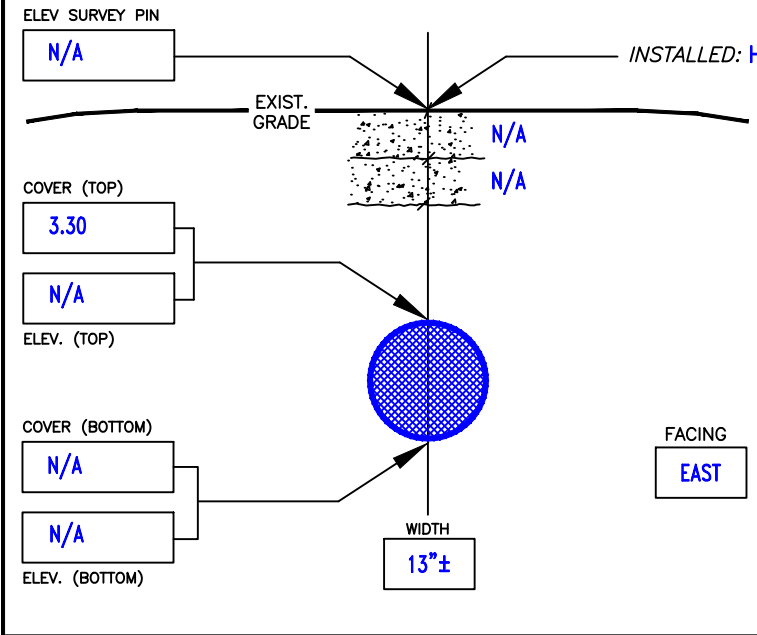 ELEV SURVEY PIN
N/A
INSTALLED: H
EXIST.
GRADE
N/A
N/A
COVER (TOP)
3.30
N/A
ELEV. (TOP)
COVER (BOTTOM)
N/A
N/A
ELEV. (BOTTOM)
FACING
EAST
WIDTH
13"±